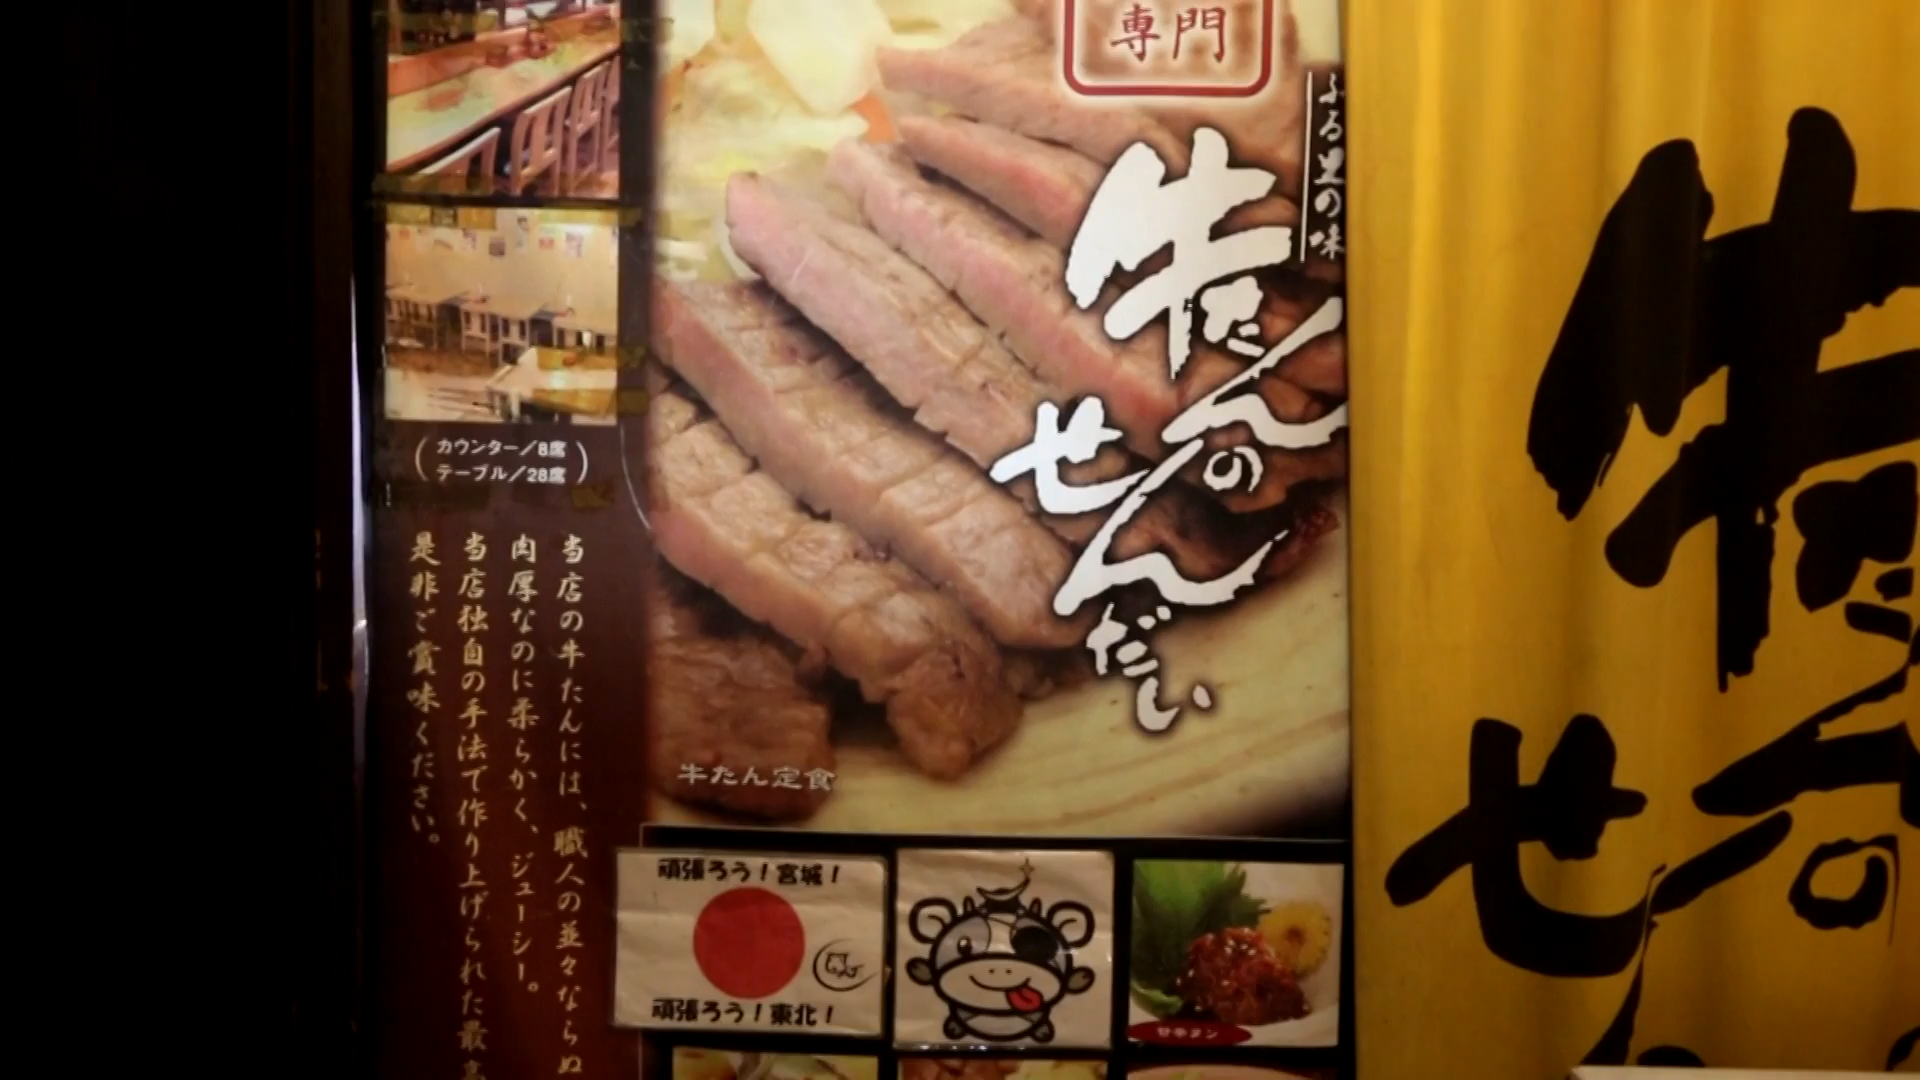 専門
ふる里の味
牛たんの
せんだい
カウンター/8席
テーブル/28席
当店の牛たんには、職人の並々ならぬ
肉厚なのに柔らかく、ジューシー。
当店独自の手法で作り上げられた最高
是非ご賞味ください。
牛たん定食
頑張ろう!宮城!
頑張ろう!東北!
甘辛タン
牛たんの
せん